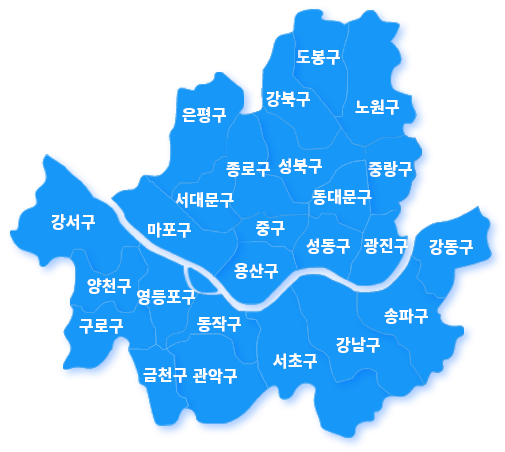 도봉구
강북구
노원구
은평구
종로구
성북구
중랑구
서대문구
동대문구
강서구
마포구
중구
성동구
광진구
강동구
용산구
양천구
영등포구
구로구
동작구
송파구
강남구
서초구
금천구
관악구